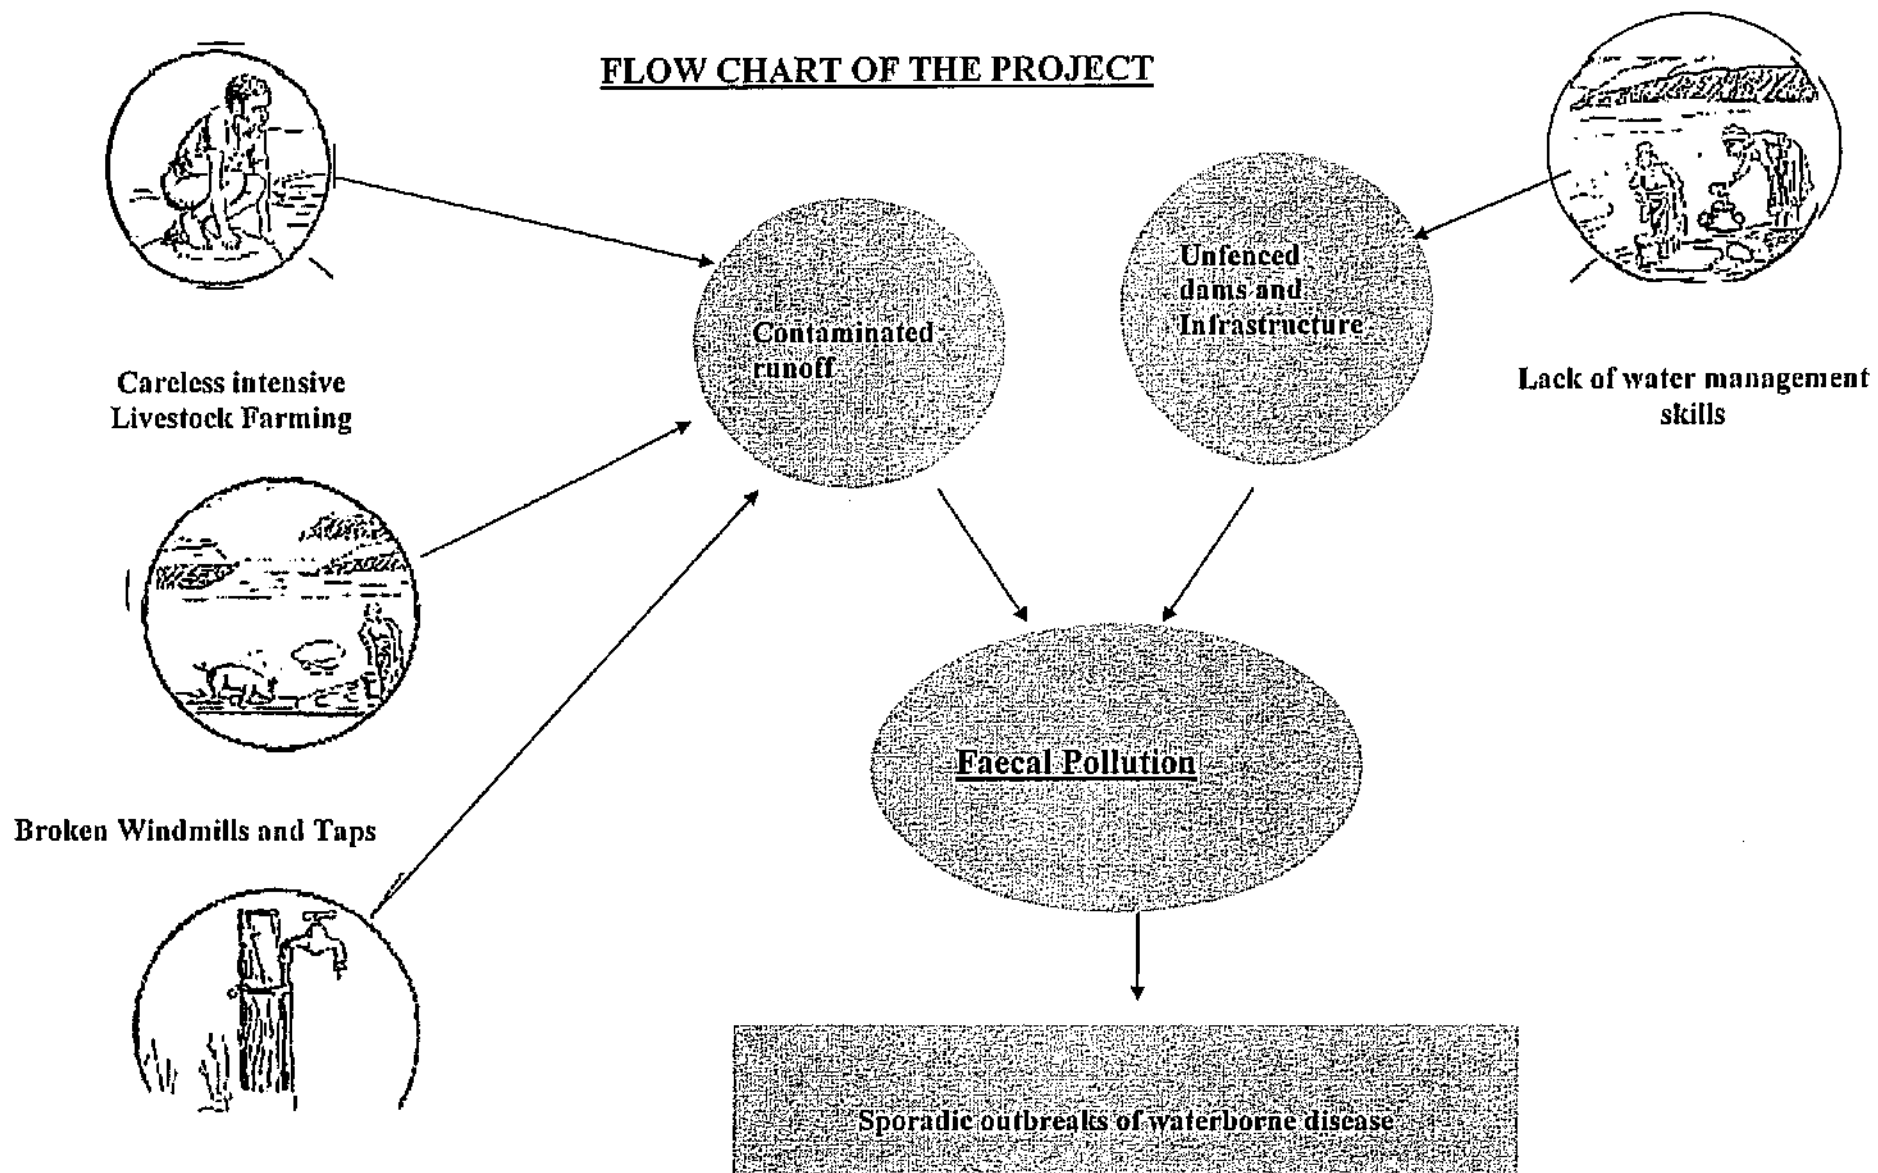 FLOW CHART OF THE PROJECT
Unfenced
dams and
Infrastructure
Contaminated
runoff
Careless intensive
Livestock Farming
Lack of water management
skills
Faecal Pollution
Broken Windmills and Taps
Sporadic outbreaks of waterborne disease